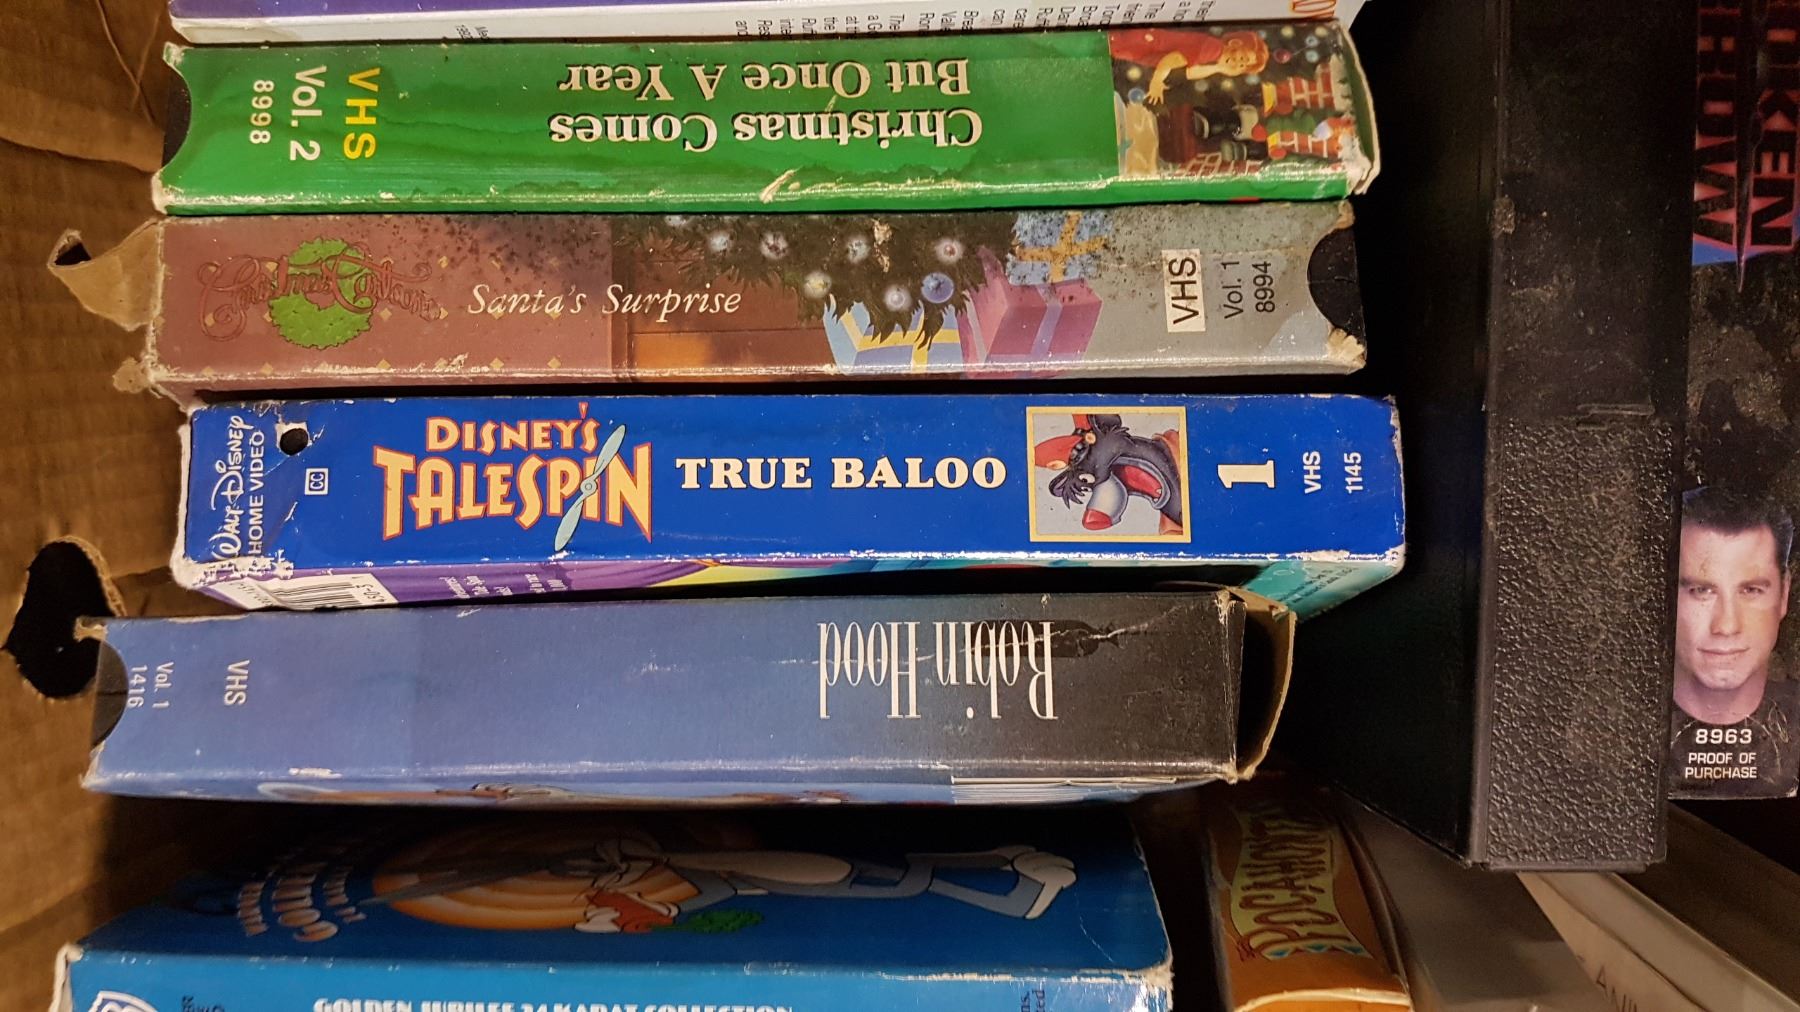 Christmas Comes
But Once A Year
VHS
Vol. 2
8998
Christmas Cartoons
Santa's Surprise
VHS
Vol. 1
8994
WALT DISNEY
HOME VIDEO
CC
DISNEY'S
TALESPIN
TRUE BALOO
1
VHS
1145
Robin Hood
VHS
Vol. 1
1416
GOLDEN JUBILEE 24 KARAT COLLECTION
POCAHONTAS
8963
PROOF OF
PURCHASE